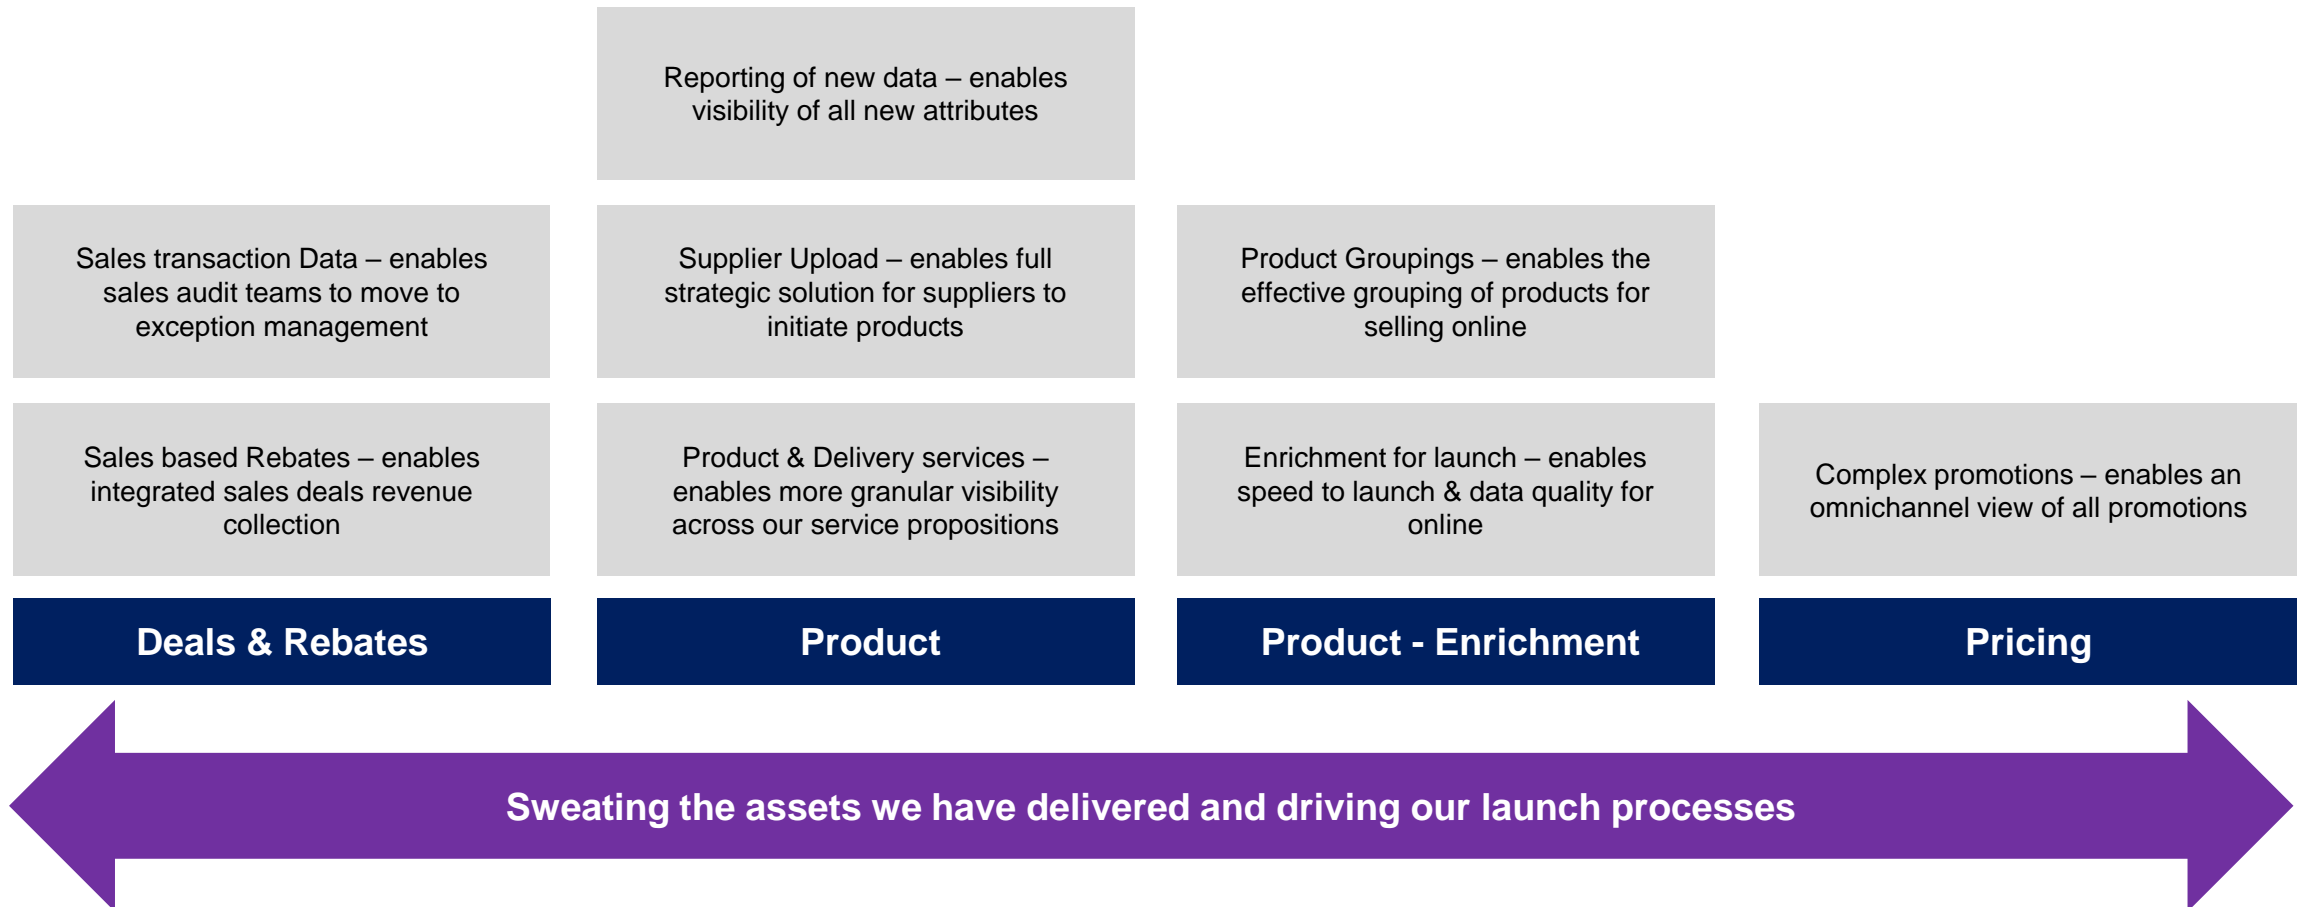 Reporting of new data – enables
visibility of all new attributes
Sales transaction Data – enables
sales audit teams to move to
exception management
Supplier Upload – enables full
strategic solution for suppliers to
initiate products
Product Groupings – enables the
effective grouping of products for
selling online
Sales based Rebates – enables
integrated sales deals revenue
collection
Product & Delivery services –
enables more granular visibility
across our service propositions
Enrichment for launch – enables
speed to launch & data quality for
online
Complex promotions – enables an
omnichannel view of all promotions
Deals & Rebates
Product
Product - Enrichment
Pricing
Sweating the assets we have delivered and driving our launch processes